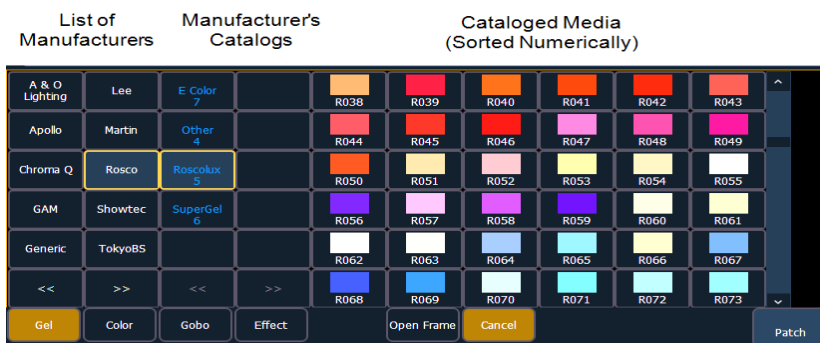 List of
Manufacturers
Manufacturer's
Catalogs
Cataloged Media
(Sorted Numerically)
A & O
Lighting
Lee
E Color
7
R038
R039
R040
R041
R042
R043
Apollo
Martin
Other
4
R044
R045
R046
R047
R048
R049
Chroma Q
Rosco
Roscolux
5
R050
R051
R052
R053
R054
R055
GAM
Showtec
SuperGel
6
R056
R057
R058
R059
R060
R061
Generic
TokyoBS
R062
R063
R064
R065
R066
R067
<<
>>
<<
>>
R068
R069
R070
R071
R072
R073
Gel
Color
Gobo
Effect
Open Frame
Cancel
Patch